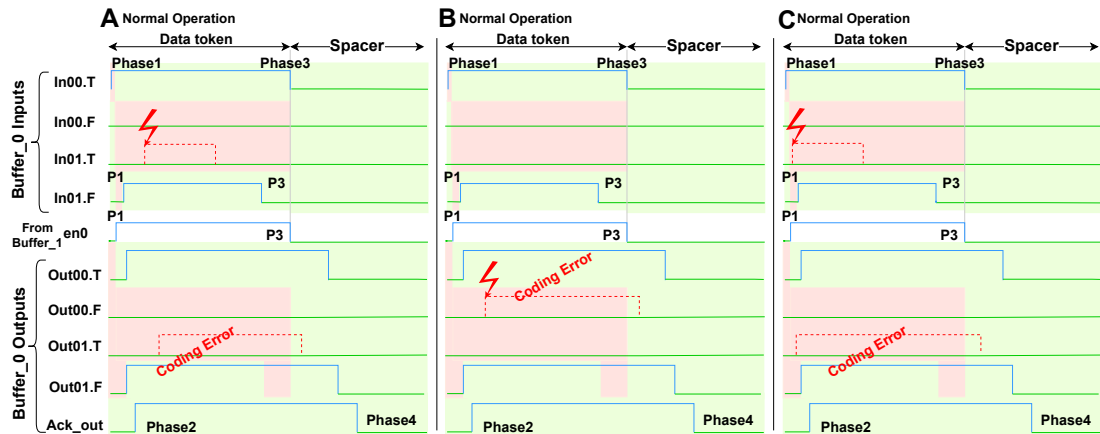 A Normal Operation
B Normal Operation
C Normal Operation
Data token
Spacer
Data token
Spacer
Data token
Spacer
Phase1
Phase3
Phase1
Phase3
Phase1
Phase3
Buffer_0 Inputs
In00.T
In00.F
In01.T
In01.F
P1
P3
P1
P3
P1
P3
From
Buffer_1
en0
P1
P3
P1
P3
P1
P3
Buffer_0 Outputs
Out00.T
Out00.F
Out01.T
Out01.F
Ack_out
Coding Error
Coding Error
Coding Error
Phase2
Phase4
Phase2
Phase4
Phase2
Phase4